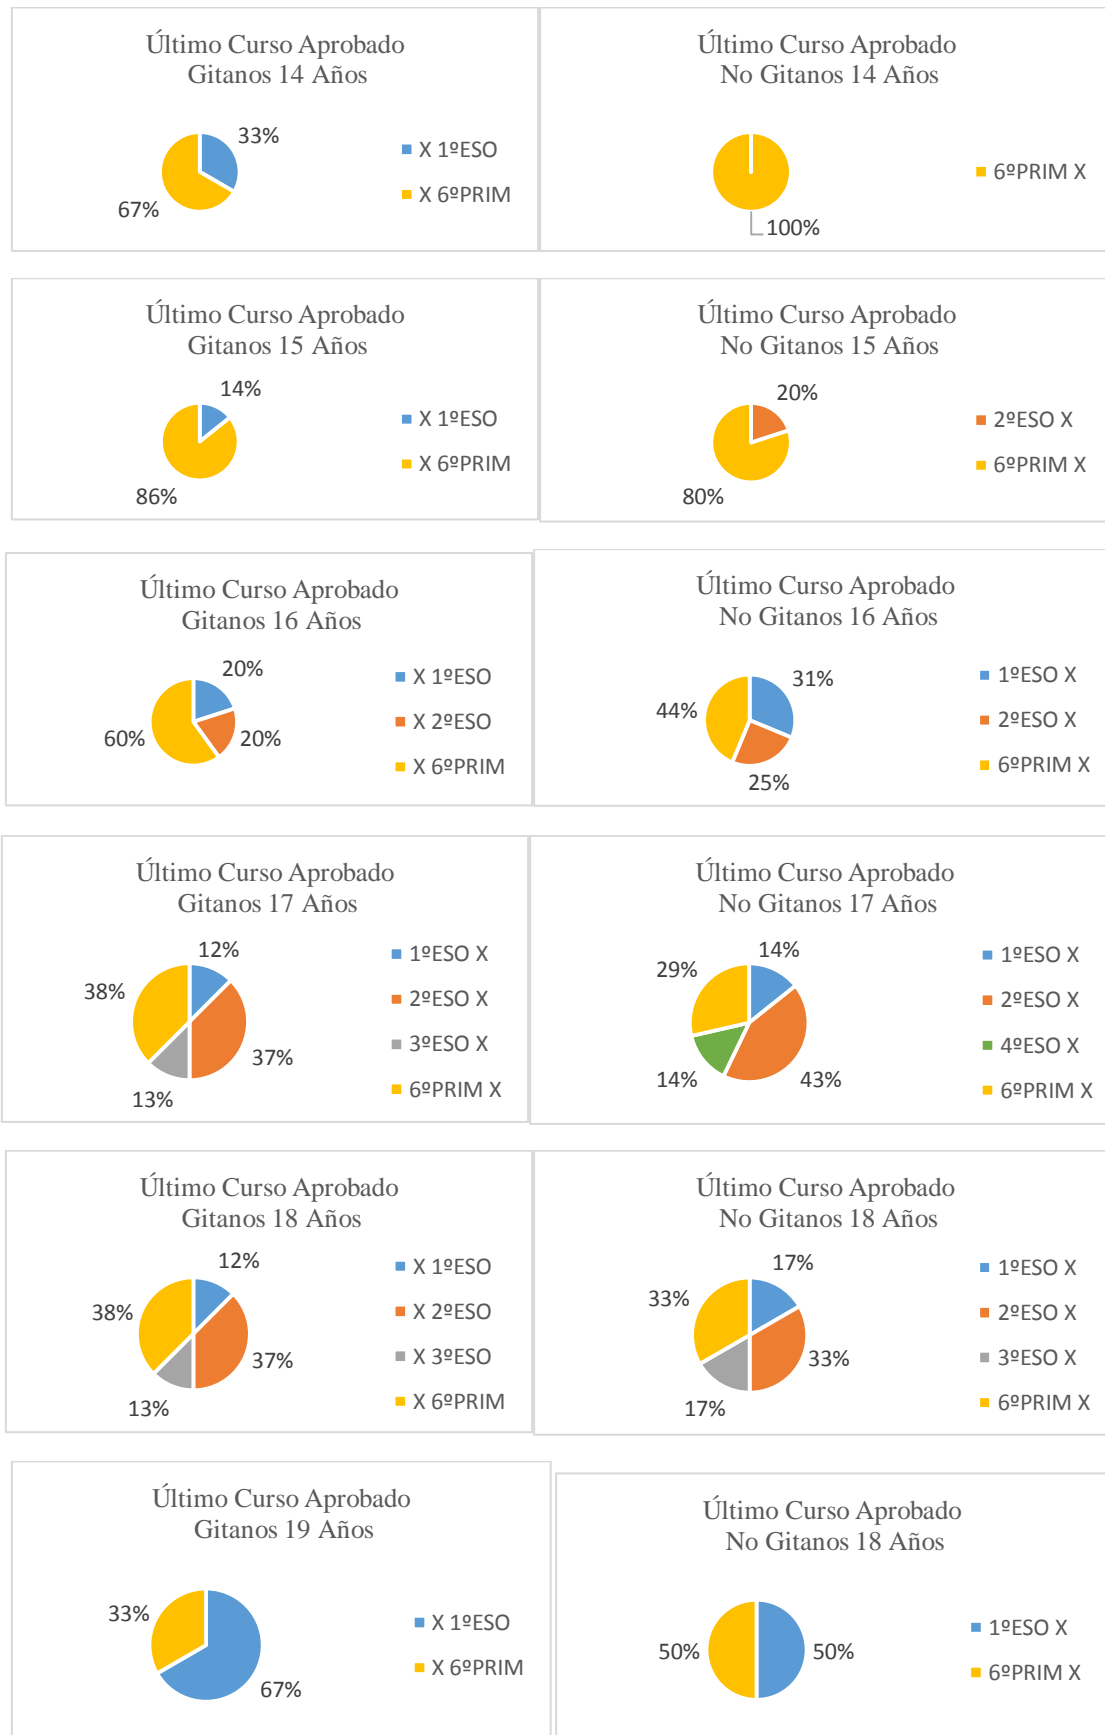 Último Curso Aprobado
Gitanos 14 Años
33%
67%
X 1ºESO
X 6ºPRIM
Último Curso Aprobado
No Gitanos 14 Años
100%
6ºPRIM X
Último Curso Aprobado
Gitanos 15 Años
14%
86%
X 1ºESO
X 6ºPRIM
Último Curso Aprobado
No Gitanos 15 Años
20%
80%
2ºESO X
6ºPRIM X
Último Curso Aprobado
Gitanos 16 Años
20%
20%
60%
X 1ºESO
X 2ºESO
X 6ºPRIM
Último Curso Aprobado
No Gitanos 16 Años
31%
25%
44%
1ºESO X
2ºESO X
6ºPRIM X
Último Curso Aprobado
Gitanos 17 Años
12%
37%
13%
38%
1ºESO X
2ºESO X
3ºESO X
6ºPRIM X
Último Curso Aprobado
No Gitanos 17 Años
14%
43%
14%
29%
1ºESO X
2ºESO X
4ºESO X
6ºPRIM X
Último Curso Aprobado
Gitanos 18 Años
12%
37%
13%
38%
X 1ºESO
X 2ºESO
X 3ºESO
X 6ºPRIM
Último Curso Aprobado
No Gitanos 18 Años
17%
33%
17%
33%
1ºESO X
2ºESO X
3ºESO X
6ºPRIM X
Último Curso Aprobado
Gitanos 19 Años
67%
33%
X 1ºESO
X 6ºPRIM
Último Curso Aprobado
No Gitanos 18 Años
50%
50%
1ºESO X
6ºPRIM X